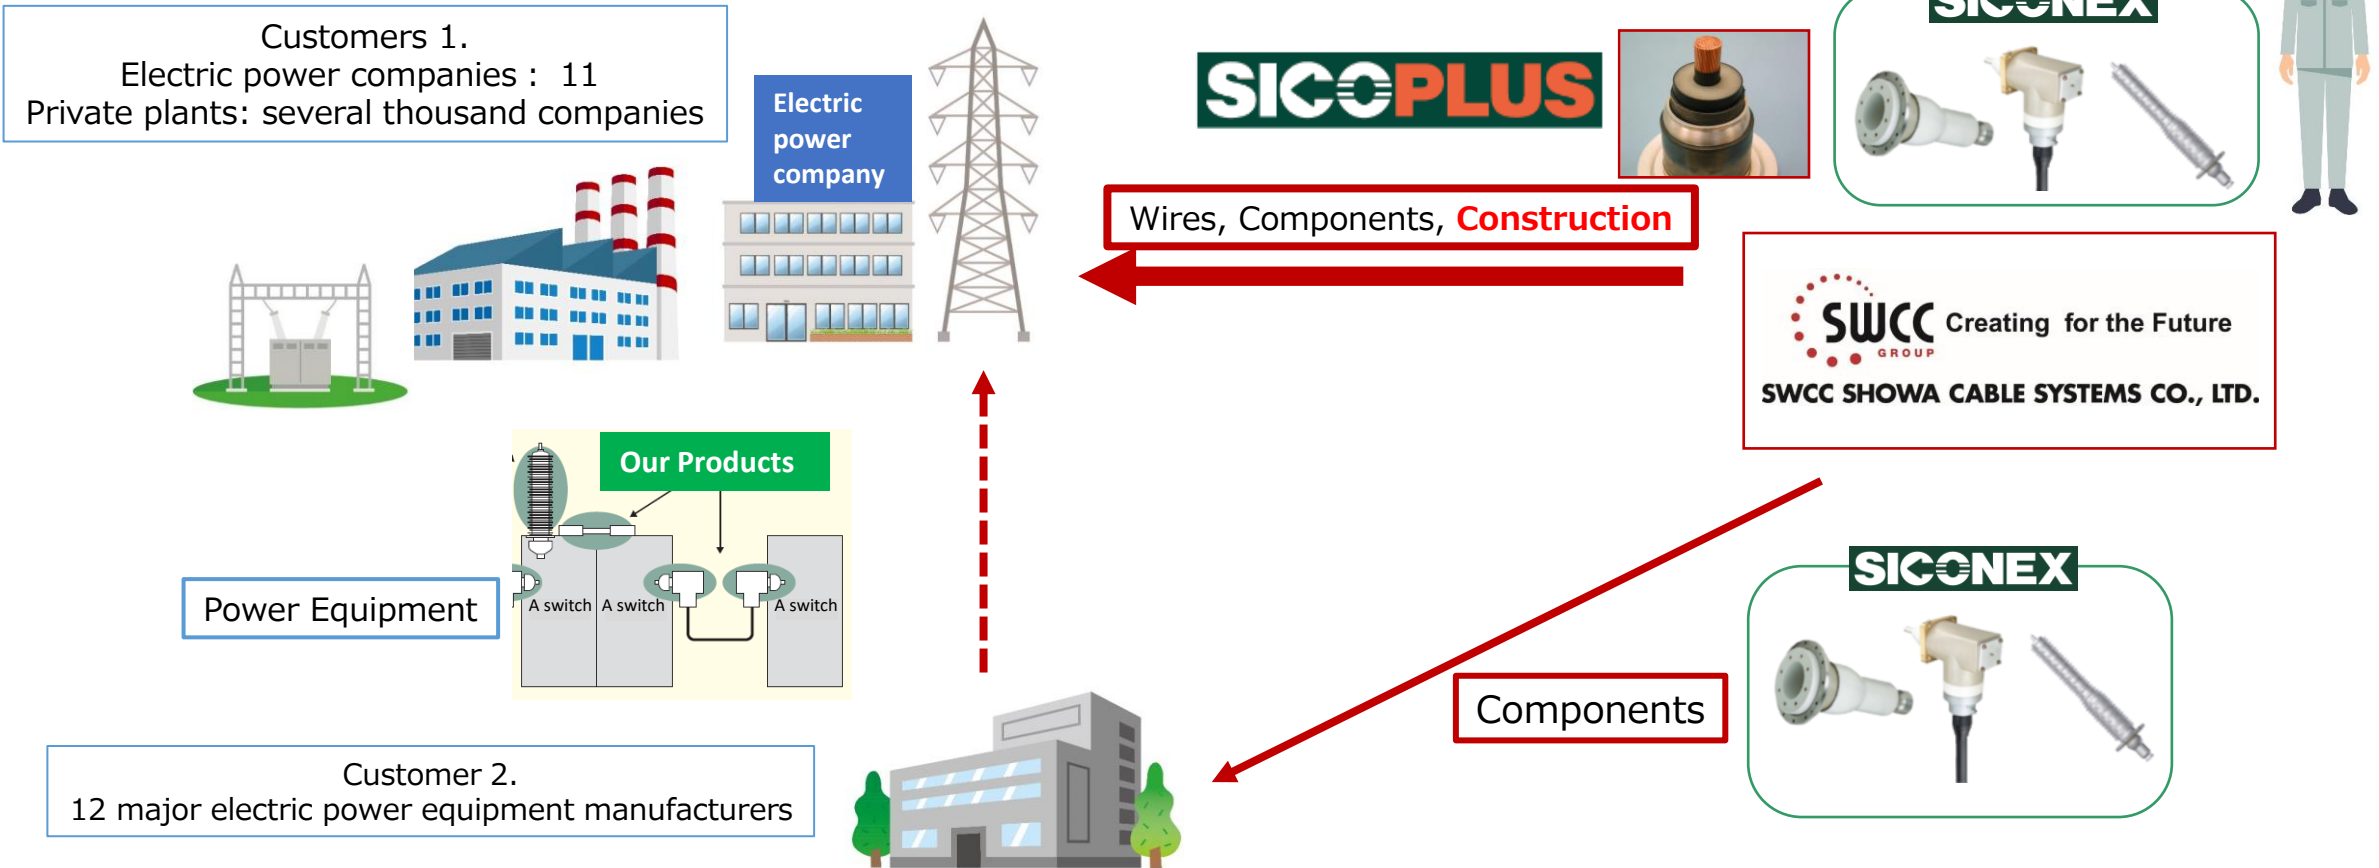 Customers 1.
Electric power companies : 11
Private plants: several thousand companies
Electric
power
company
SICOPLUS
SICONEX
Wires, Components, Construction
SWCC Creating for the Future
GROUP
SWCC SHOWA CABLE SYSTEMS CO., LTD.
Our Products
A switch A switch A switch
Power Equipment
SICONEX
Components
Customer 2.
12 major electric power equipment manufacturers